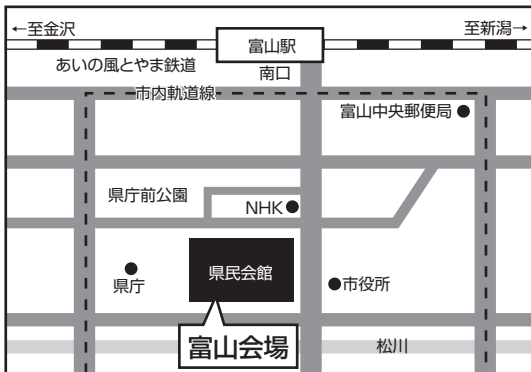 ←至金沢
至新潟→
富山駅
あいの風とやま鉄道
南口
市内軌道線
富山中央郵便局
県庁前公園
NHK
県民会館
県庁
市役所
富山会場
松川